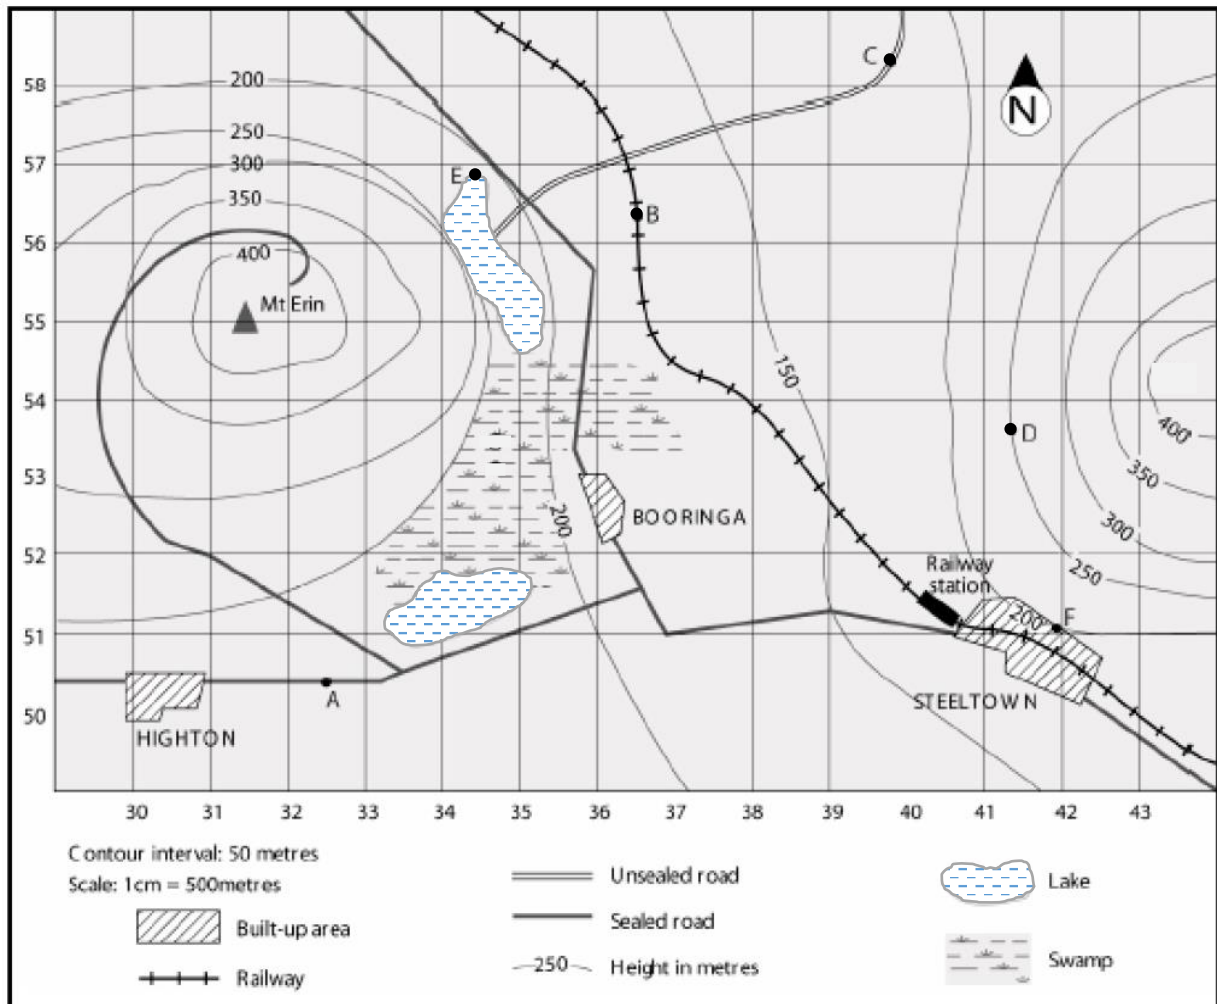 C
N
58
200
250
57
300
E
350
B
56
400
Mt Erin
55
150
54
D
400
53
350
200
BOORINGA
300
52
Railway
station
250
200
F
51
A
STEELTOWN
50
HIGHTON
30 31 32 33 34 35 36 37 38 39 40 41 42 43
Contour interval: 50 metres
Scale: 1cm = 500metres
Built-up area
Railway
Unsealed road
Sealed road
250 Height in metres
Lake
Swamp